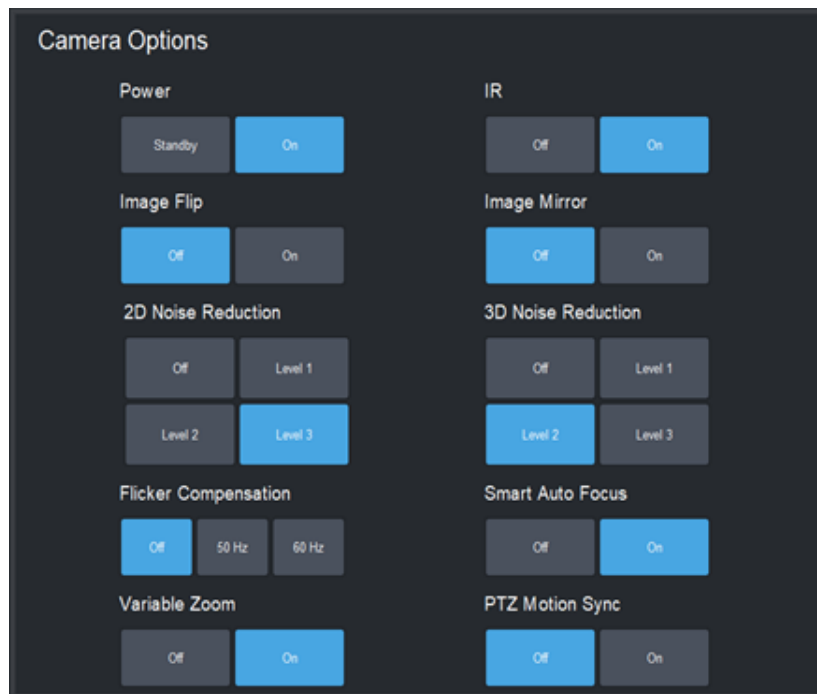 Camera Options
Power
IR
Standby On
Off On
Image Flip
Image Mirror
Off On
Off On
2D Noise Reduction
3D Noise Reduction
Off Level 1
Off Level 1
Level 2 Level 3
Level 2 Level 3
Flicker Compensation
Smart Auto Focus
Off 50 Hz 60 Hz
Off On
Variable Zoom
PTZ Motion Sync
Off On
Off On